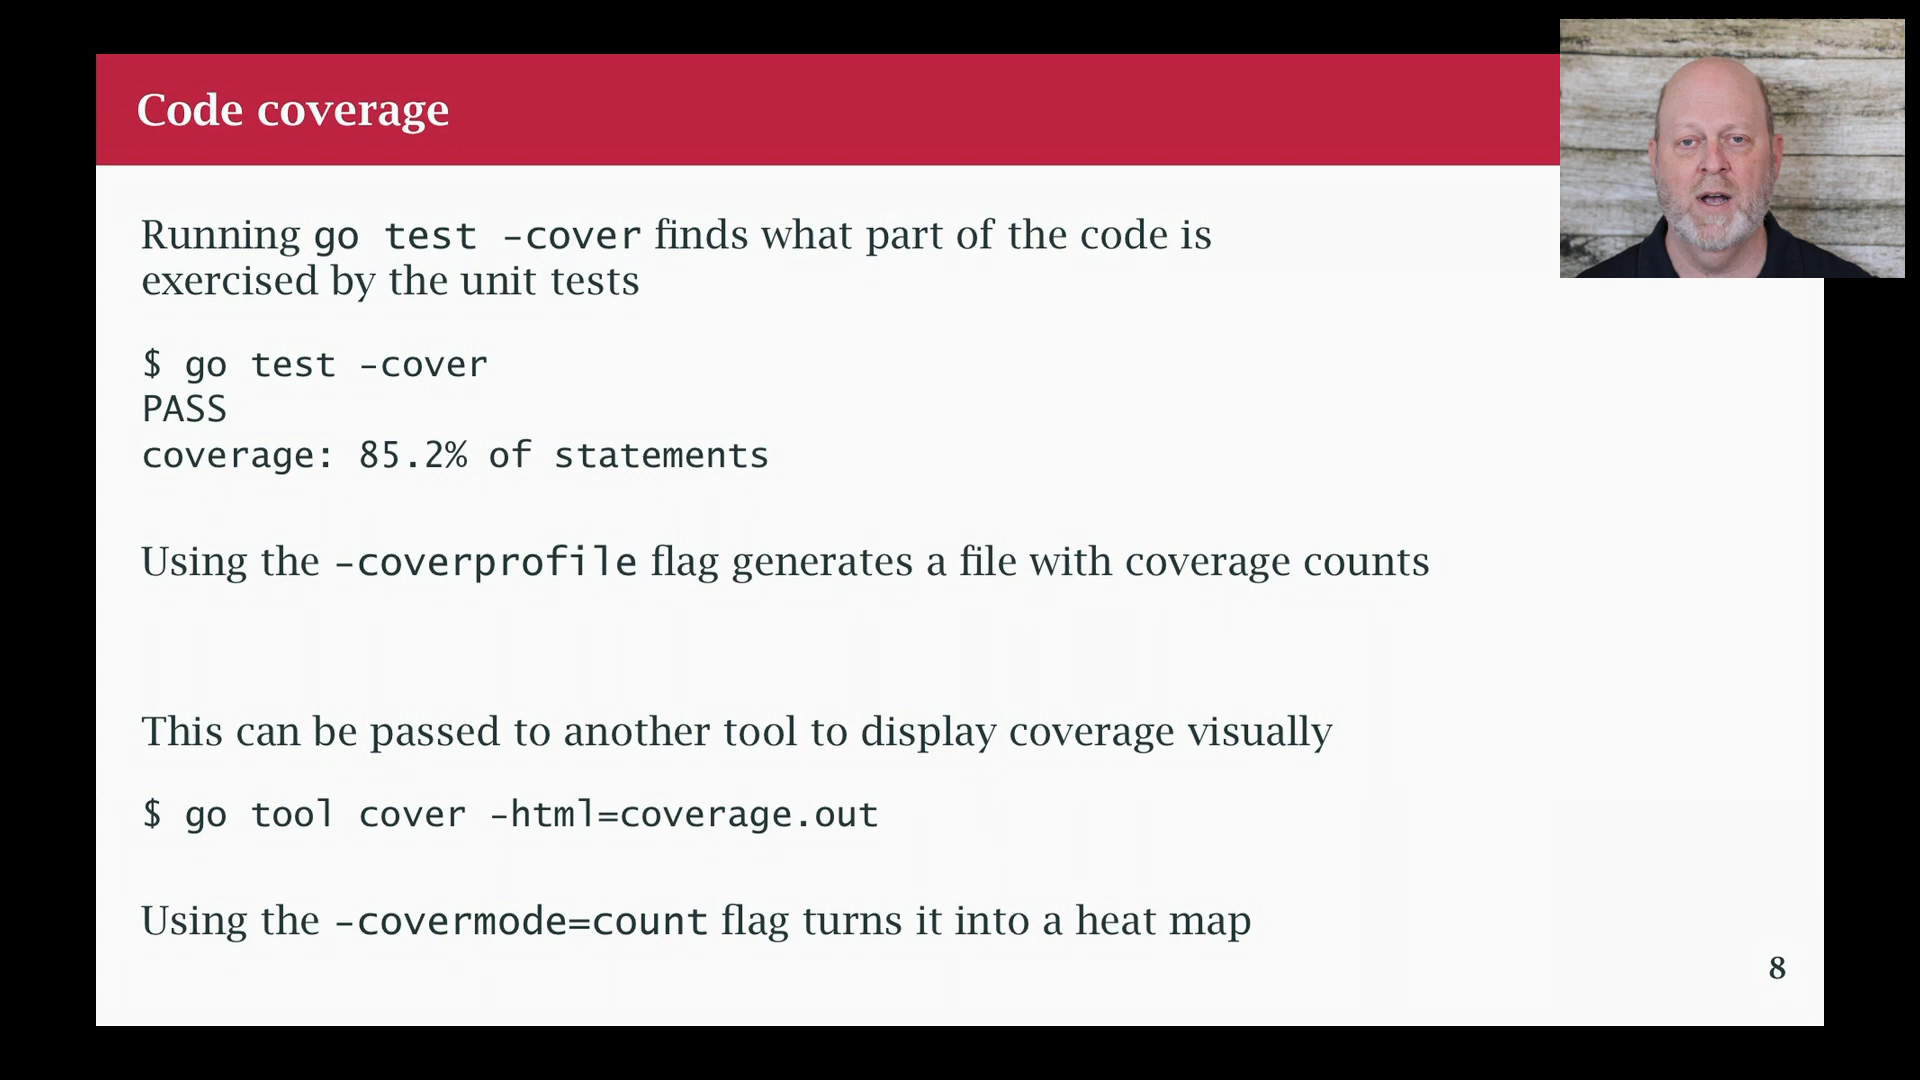 Code coverage
Running go test -cover finds what part of the code is
exercised by the unit tests
$ go test -cover
PASS
coverage: 85.2% of statements
Using the -coverprofile flag generates a file with coverage counts
This can be passed to another tool to display coverage visually
$ go tool cover -html=coverage.out
Using the -covermode=count flag turns it into a heat map
8